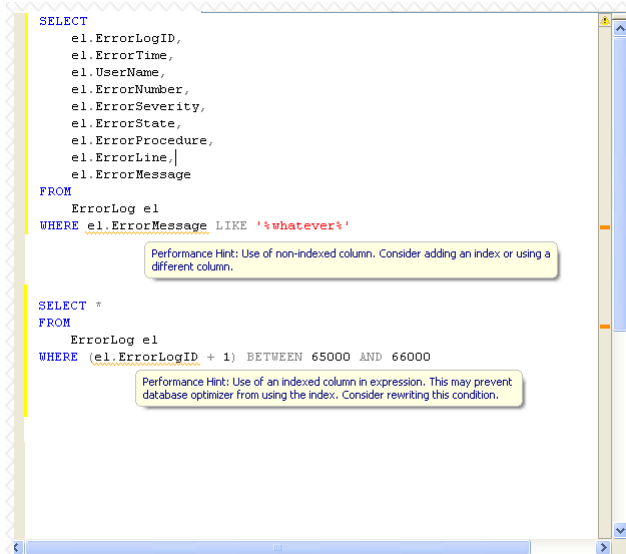 SELECT
el.ErrorLogID,
el.ErrorTime,
el.UserName,
el.ErrorNumber,
el.ErrorSeverity,
el.ErrorState,
el.ErrorProcedure,
el.ErrorLine,
el.ErrorMessage
FROM
ErrorLog el
WHERE el.ErrorMessage LIKE '%whatever%'
Performance Hint: Use of non-indexed column. Consider adding an index or using a
different column.
SELECT *
FROM
ErrorLog el
WHERE (el.ErrorLogID + 1) BETWEEN 65000 AND 66000
Performance Hint: Use of an indexed column in expression. This may prevent
database optimizer from using the index. Consider rewriting this condition.